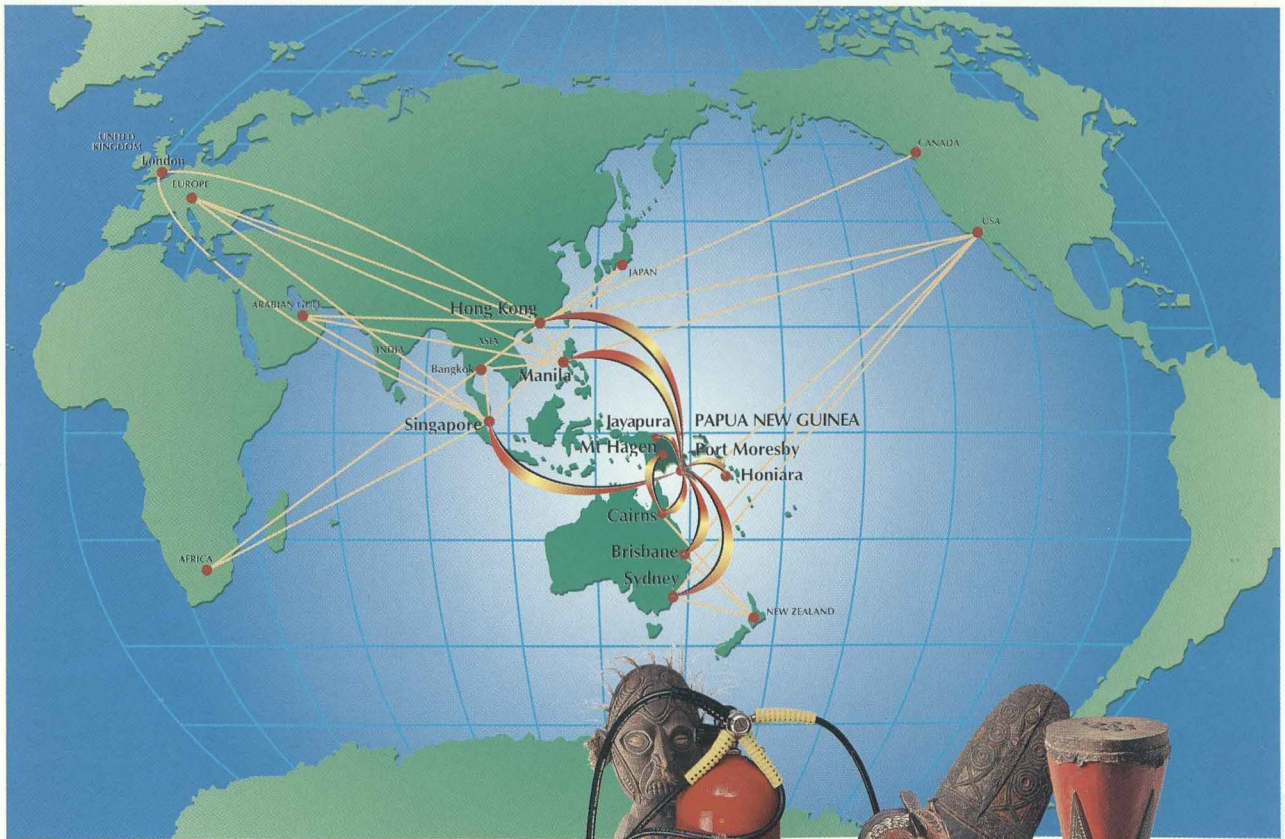 UNITED
KINGDOM
London
EUROPE
CANADA
USA
JAPAN
ARABIAN GULF
Hong Kong
INDIA
ASIA
Bangkok
Manila
Singapore
Jayapura
PAPUA NEW GUINEA
Mt Hagen
Port Moresby
Honiara
Cairns
Brisbane
Sydney
AFRICA
NEW ZEALAND